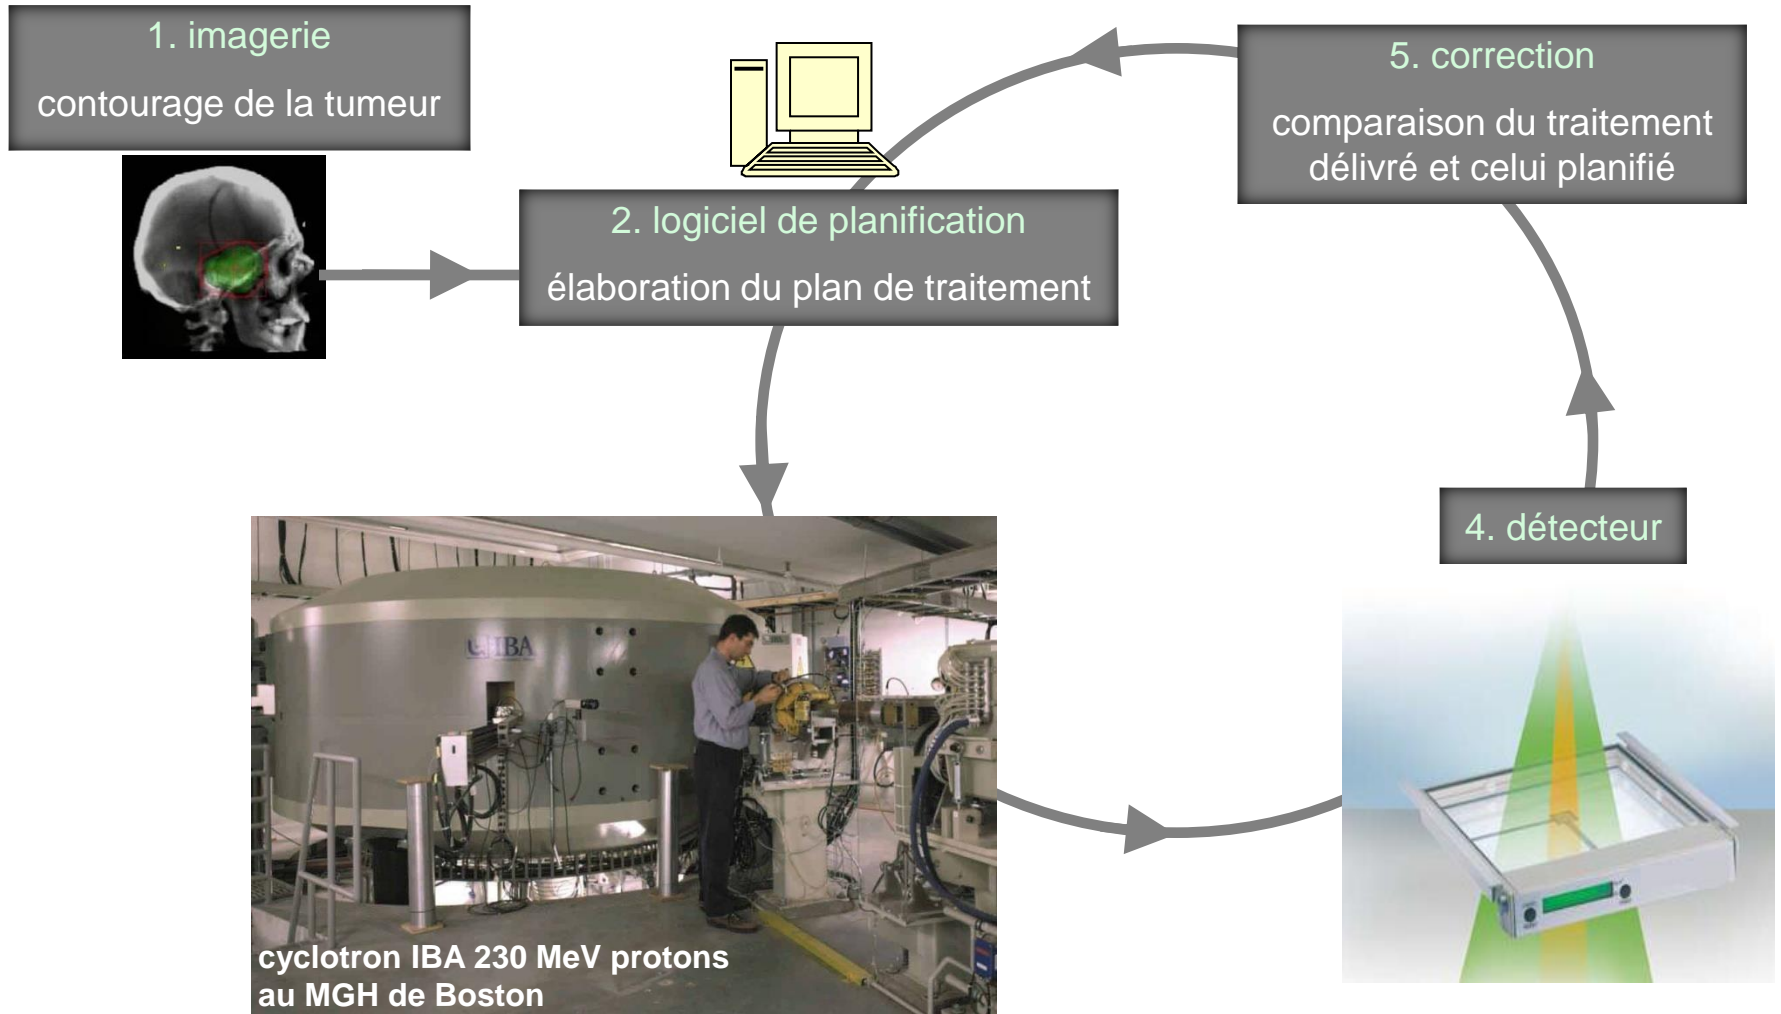 1. imagerie
contourage de la tumeur
2. logiciel de planification
élaboration du plan de traitement
IBA
cyclotron IBA 230 MeV protons
au MGH de Boston
4. détecteur
5. correction
comparaison du traitement
délivré et celui planifié